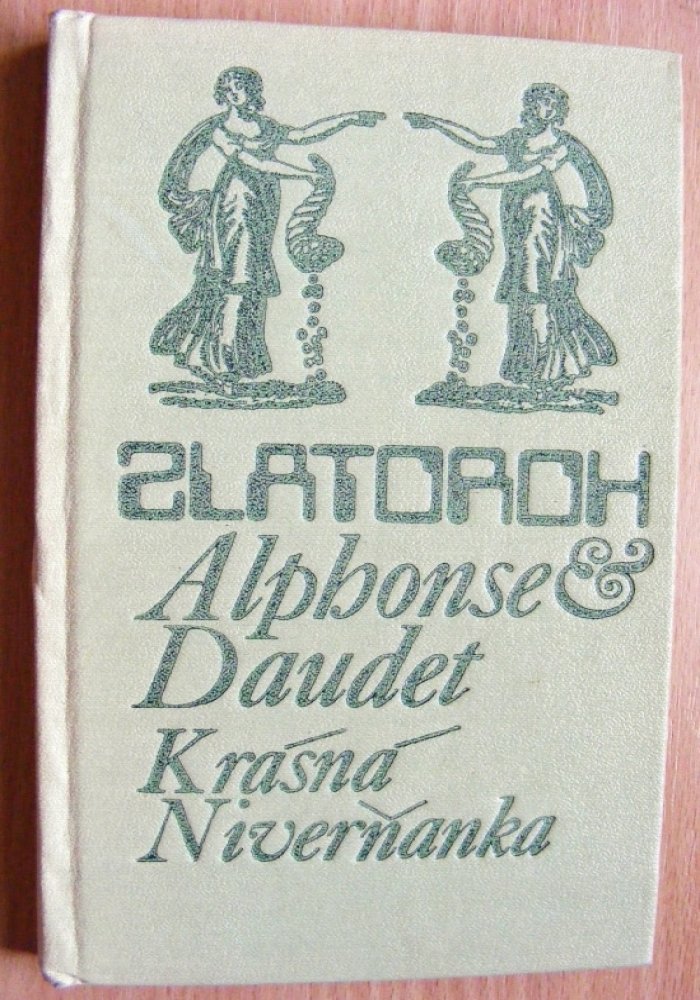 ZLATOROH
Alphonse &
Daudet
Krásná
Niverňanka